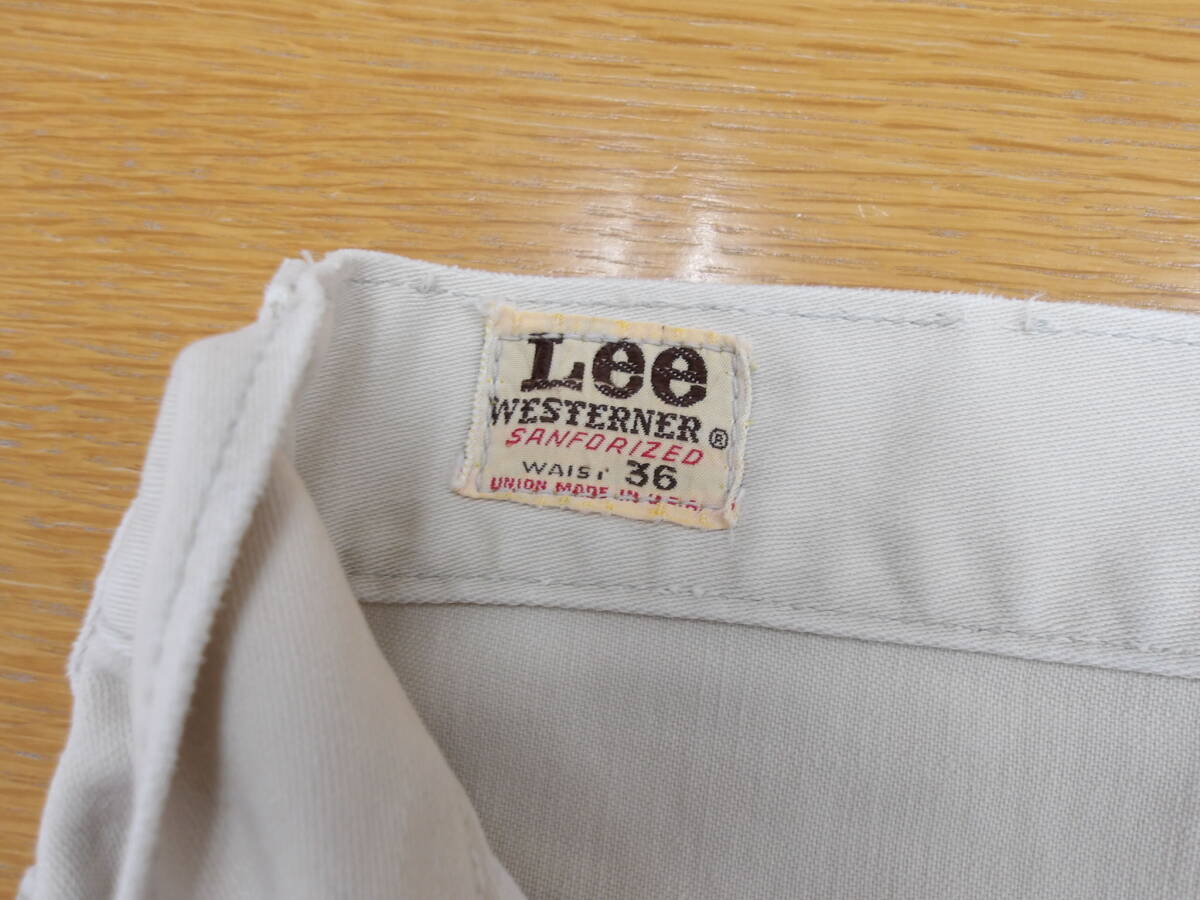 Lee
WESTERNER ®
SANFORIZED
WAIST 36
UNION MADE IN U.S.A.